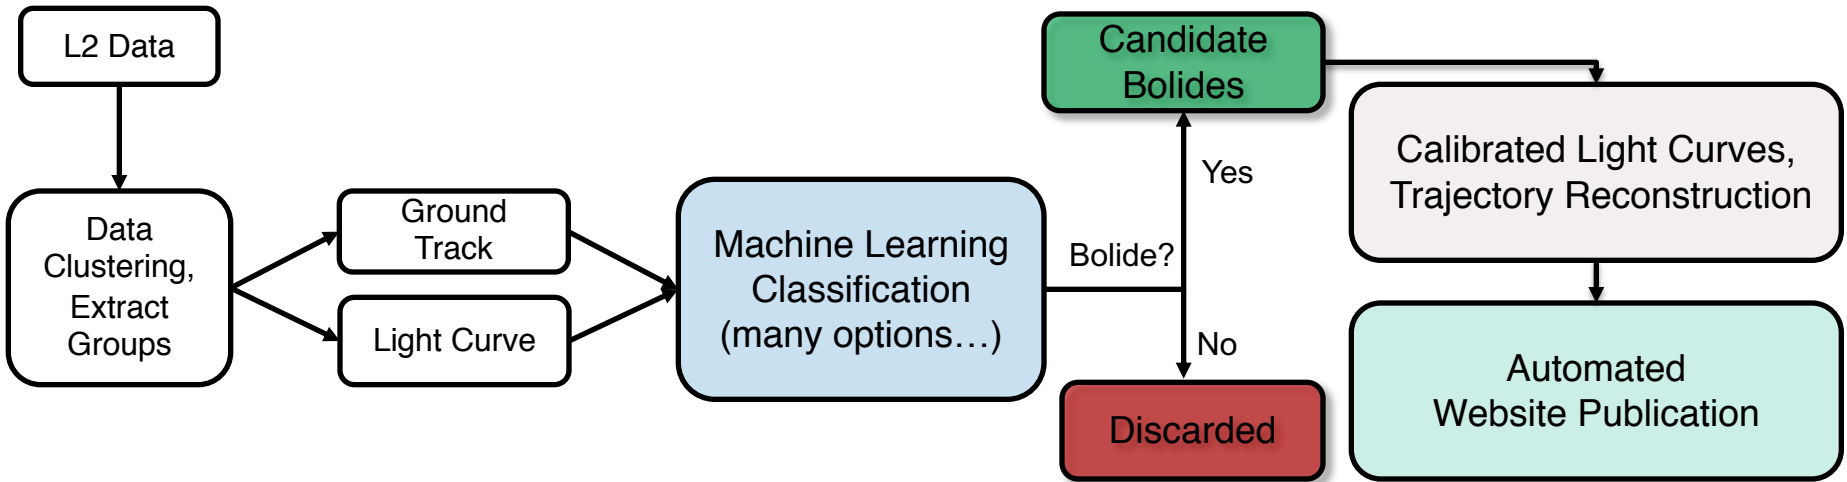 L2 Data
Data
Clustering,
Extract
Groups
Ground
Track
Light Curve
Machine Learning
Classification
(many options…)
Bolide?
Yes
No
Candidate
Bolides
Discarded
Calibrated Light Curves,
Trajectory Reconstruction
Automated
Website Publication